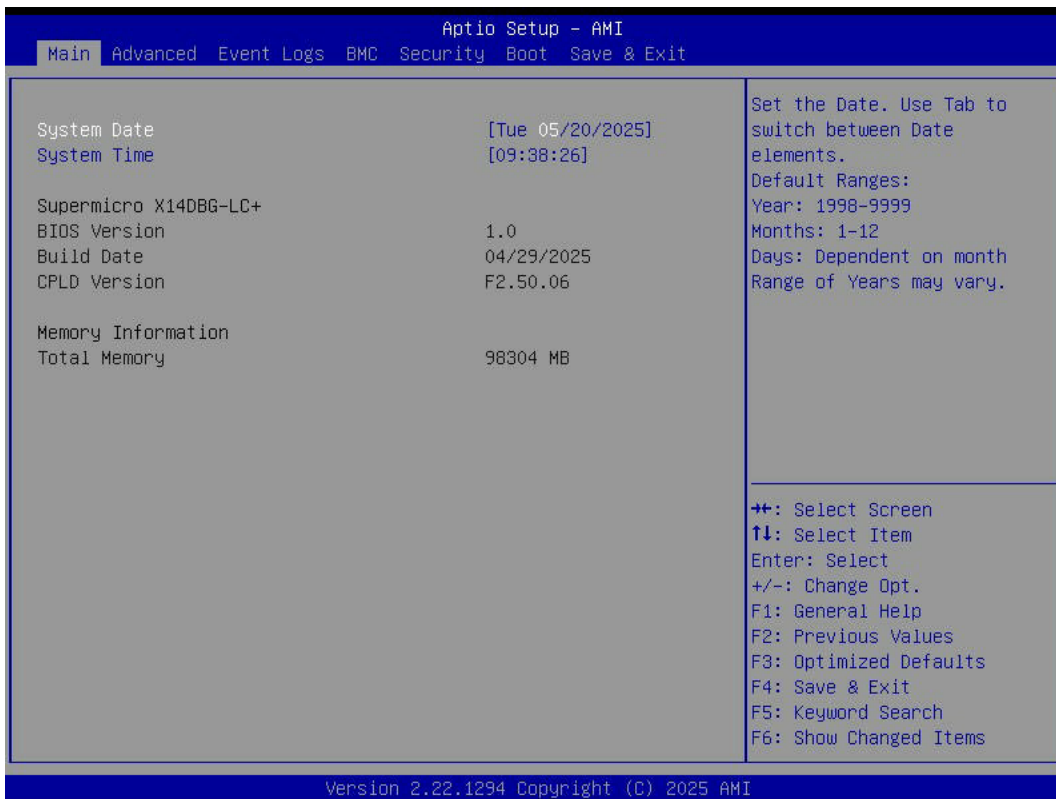 Aptio Setup – AMI
Main Advanced Event Logs BMC Security Boot Save & Exit
System Date [Tue 05/20/2025]
System Time [09:38:26]
Supermicro X14DBG-LC+
BIOS Version 1.0
Build Date 04/29/2025
CPLD Version F2.50.06
Memory Information
Total Memory 98304 MB
Set the Date. Use Tab to
switch between Date
elements.
Default Ranges:
Year: 1998-9999
Months: 1-12
Days: Dependent on month
Range of Years may vary.
→←: Select Screen
↑↓: Select Item
Enter: Select
+/-: Change Opt.
F1: General Help
F2: Previous Values
F3: Optimized Defaults
F4: Save & Exit
F5: Keyword Search
F6: Show Changed Items
Version 2.22.1294 Copyright (C) 2025 AMI